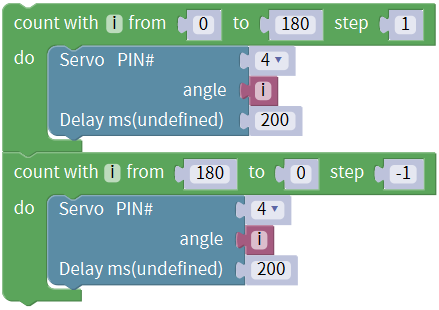 count with i from 0 to 180 step 1
do Servo PIN# 4
angle i
Delay ms(undefined) 200
count with i from 180 to 0 step -1
do Servo PIN# 4
angle i
Delay ms(undefined) 200